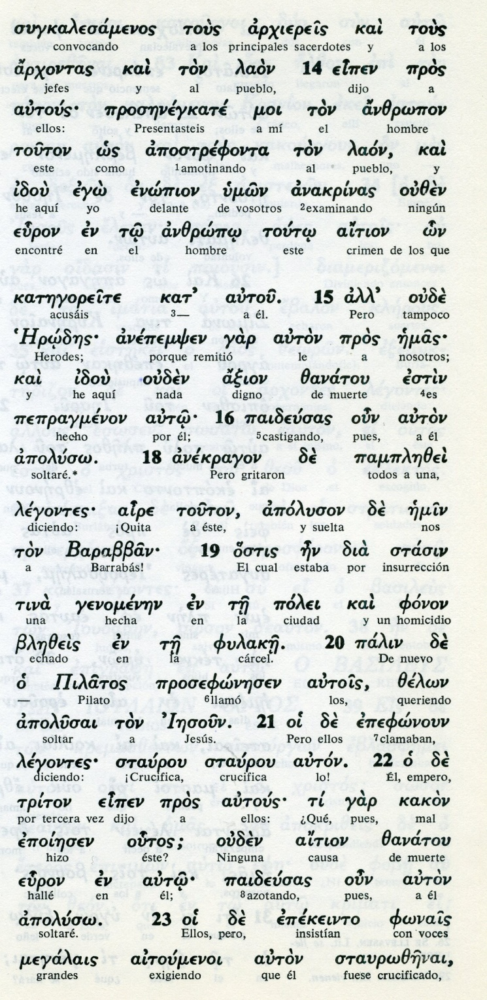 συγκαλεσάμενος τοὺς ἀρχιερεῖς καὶ τοὺς
convocando a los principales sacerdotes y a los
ἄρχοντας καὶ τὸν λαὸν 14 εἶπεν πρὸς
jefes y al pueblo, dijo a
αὐτούς· προσηνέγκατέ μοι τὸν ἄνθρωπον
ellos: Presentasteis a mí el hombre
τοῦτον ὡς ἀποστρέφοντα τὸν λαόν, καὶ
este como 1amotinando al pueblo, y
ἰδοὺ ἐγὼ ἐνώπιον ὑμῶν ἀνακρίνας οὐθὲν
he aquí yo delante de vosotros 2examinando ningún
εὗρον ἐν τῷ ἀνθρώπῳ τούτῳ αἴτιον ὧν
encontré en el hombre este crimen de los que
κατηγορεῖτε κατ’ αὐτοῦ. 15 ἀλλ’ οὐδὲ
acusáis 3— a él. Pero tampoco
Ἡρῴδης· ἀνέπεμψεν γὰρ αὐτὸν πρὸς ἡμᾶς·
Herodes; porque remitió le a nosotros;
καὶ ἰδοὺ οὐδὲν ἄξιον θανάτου ἐστὶν
y he aquí nada digno de muerte 4es
πεπραγμένον αὐτῷ· 16 παιδεύσας οὖν αὐτὸν
hecho por él; 5castigando, pues, a él
ἀπολύσω. 18 ἀνέκραγον δὲ παμπληθεὶ
soltaré.* Pero gritaron todos a una,
λέγοντες· αἶρε τοῦτον, ἀπόλυσον δὲ ἡμῖν
diciendo: ¡Quita a éste, y suelta nos
τὸν Βαραββᾶν· 19 ὅστις ἦν διὰ στάσιν
a Barrabás! El cual estaba por insurrección
τινὰ γενομένην ἐν τῇ πόλει καὶ φόνον
una hecha en la ciudad y un homicidio
βληθεὶς ἐν τῇ φυλακῇ. 20 πάλιν δὲ
echado en la cárcel. De nuevo
ὁ Πιλᾶτος προσεφώνησεν αὐτοῖς, θέλων
— Pilato 6llamó los, queriendo
ἀπολῦσαι τὸν Ἰησοῦν. 21 οἱ δὲ ἐπεφώνουν
soltar a Jesús. Pero ellos 7clamaban,
λέγοντες· σταύρου σταύρου αὐτόν. 22 ὁ δὲ
diciendo: ¡Crucifica, crucifica lo! Él, empero,
τρίτον εἶπεν πρὸς αὐτούς· τί γὰρ κακὸν
por tercera vez dijo a ellos: ¿Qué, pues, mal
ἐποίησεν οὗτος; οὐδὲν αἴτιον θανάτου
hizo éste? Ninguna causa de muerte
εὗρον ἐν αὐτῷ· παιδεύσας οὖν αὐτὸν
hallé en él; 8azotando, pues, a él
ἀπολύσω. 23 οἱ δὲ ἐπέκειντο φωναῖς
soltaré. Ellos, pero, insistían con voces
μεγάλαις αἰτούμενοι αὐτὸν σταυρωθῆναι,
grandes exigiendo que él fuese crucificado,